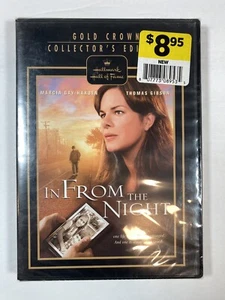 GOLD CROWN
COLLECTOR'S EDI
$8.95
NEW
Hallmark
Hall of Fame
MARCIA GAY HARDEN
THOMAS GIBSON
IN FROM THE
NIGHT